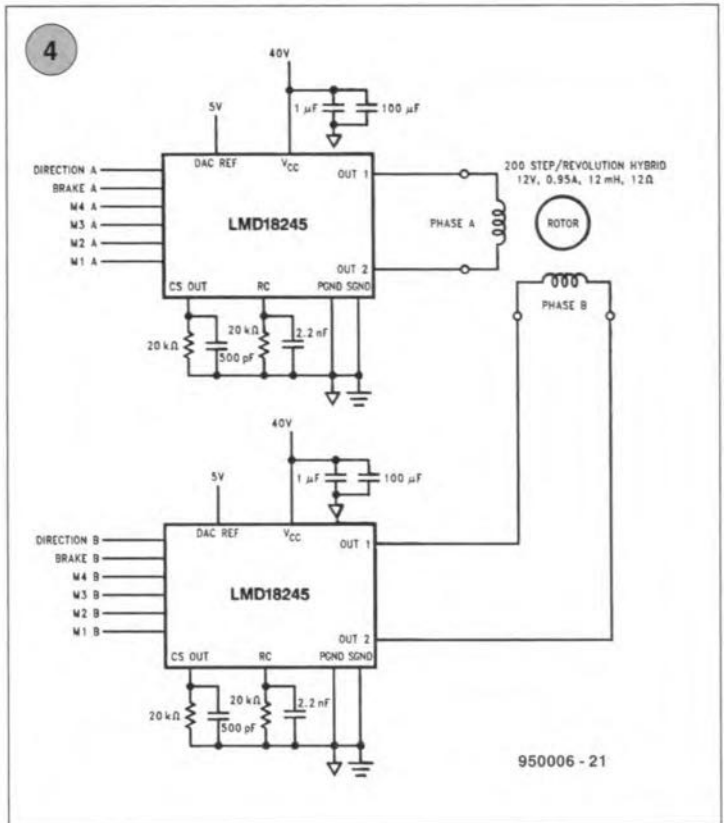 4
40V
5V
1 µF
100 µF
DAC REF
VCC
OUT 1
DIRECTION A
BRAKE A
M4 A
M3 A
M2 A
M1 A
LMD18245
200 STEP/REVOLUTION HYBRID
12V, 0.95A, 12 mH, 12Ω
PHASE A
ROTOR
OUT 2
CS OUT
RC
PGND SGND
PHASE B
20 kΩ
500 pF
20 kΩ
2.2 nF
40V
5V
1 µF
100 µF
DAC REF
VCC
OUT 1
DIRECTION B
BRAKE B
M4 B
M3 B
M2 B
M1 B
LMD18245
OUT 2
CS OUT
RC
PGND SGND
20 kΩ
500 pF
20 kΩ
2.2 nF
950006 - 21